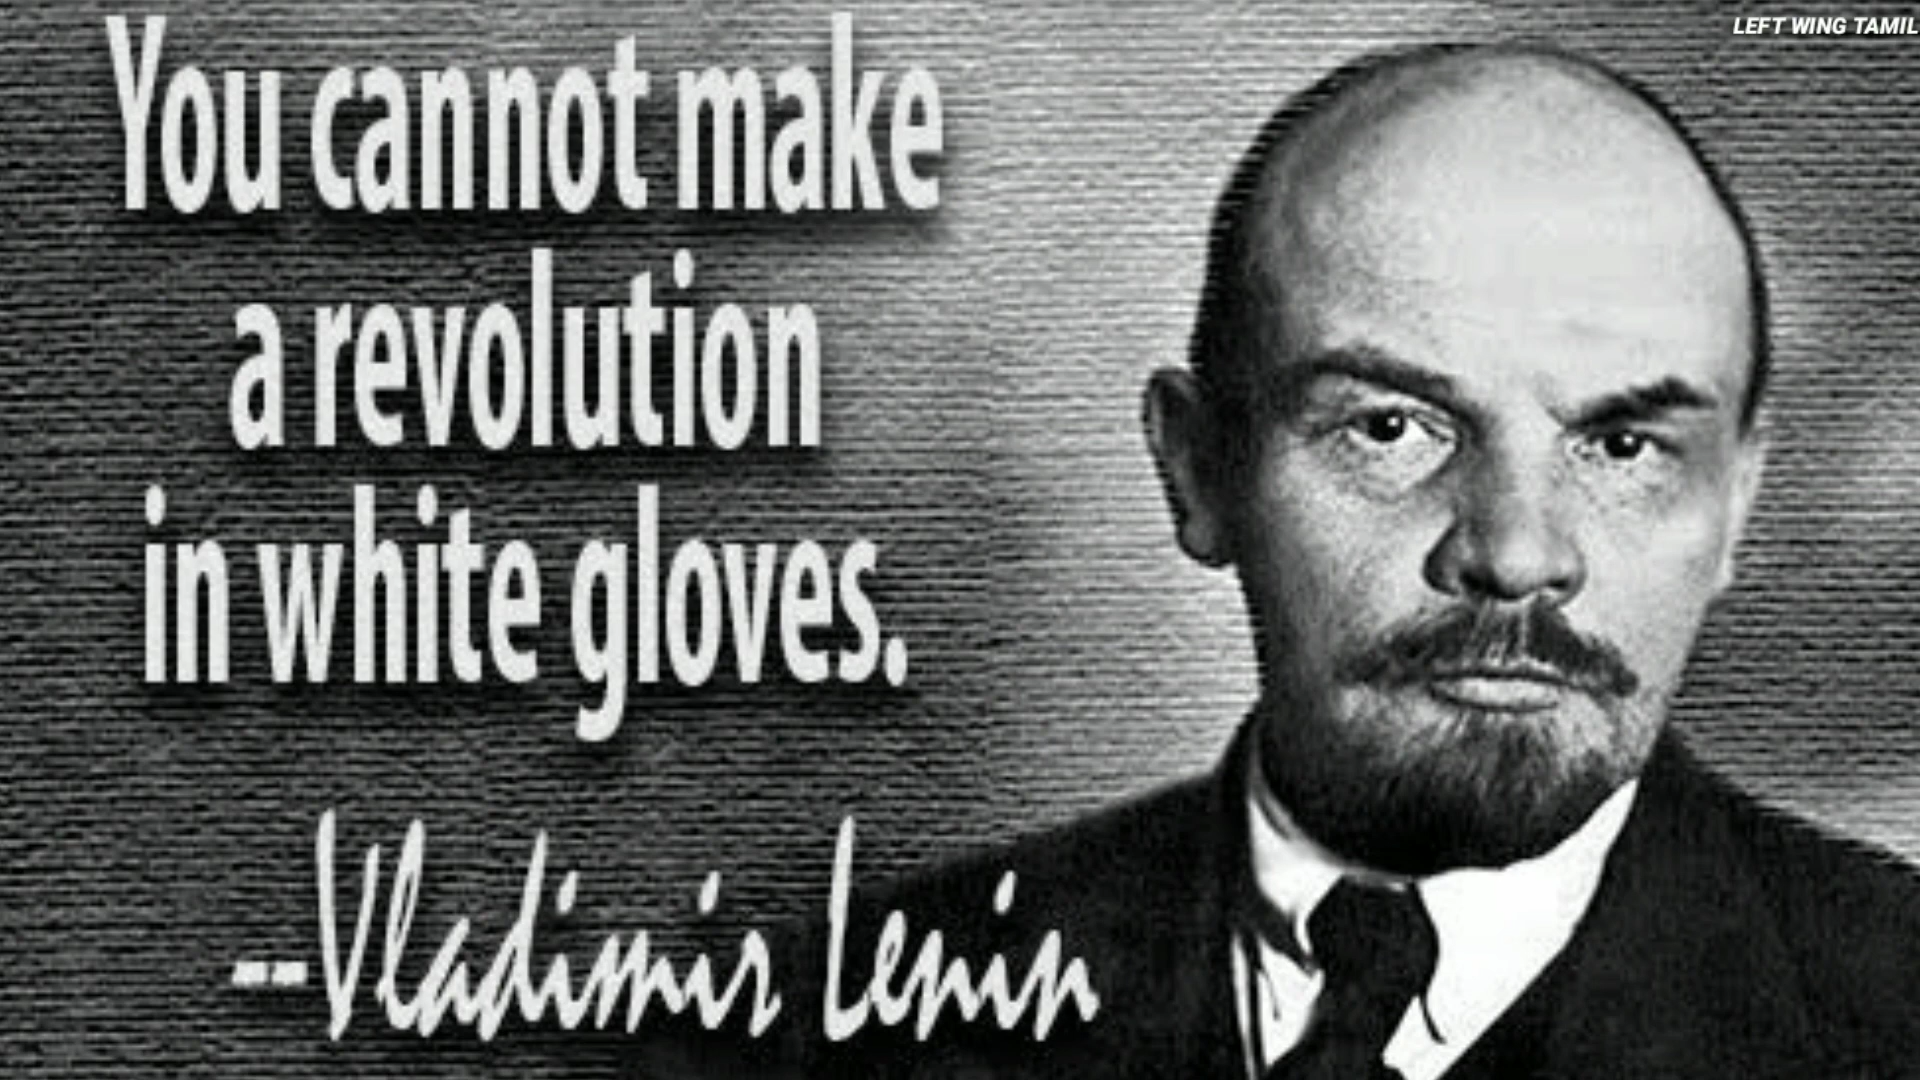 LEFT WING TAMIL
You cannot make
a revolution
in white gloves.
--Vladimir Lenin